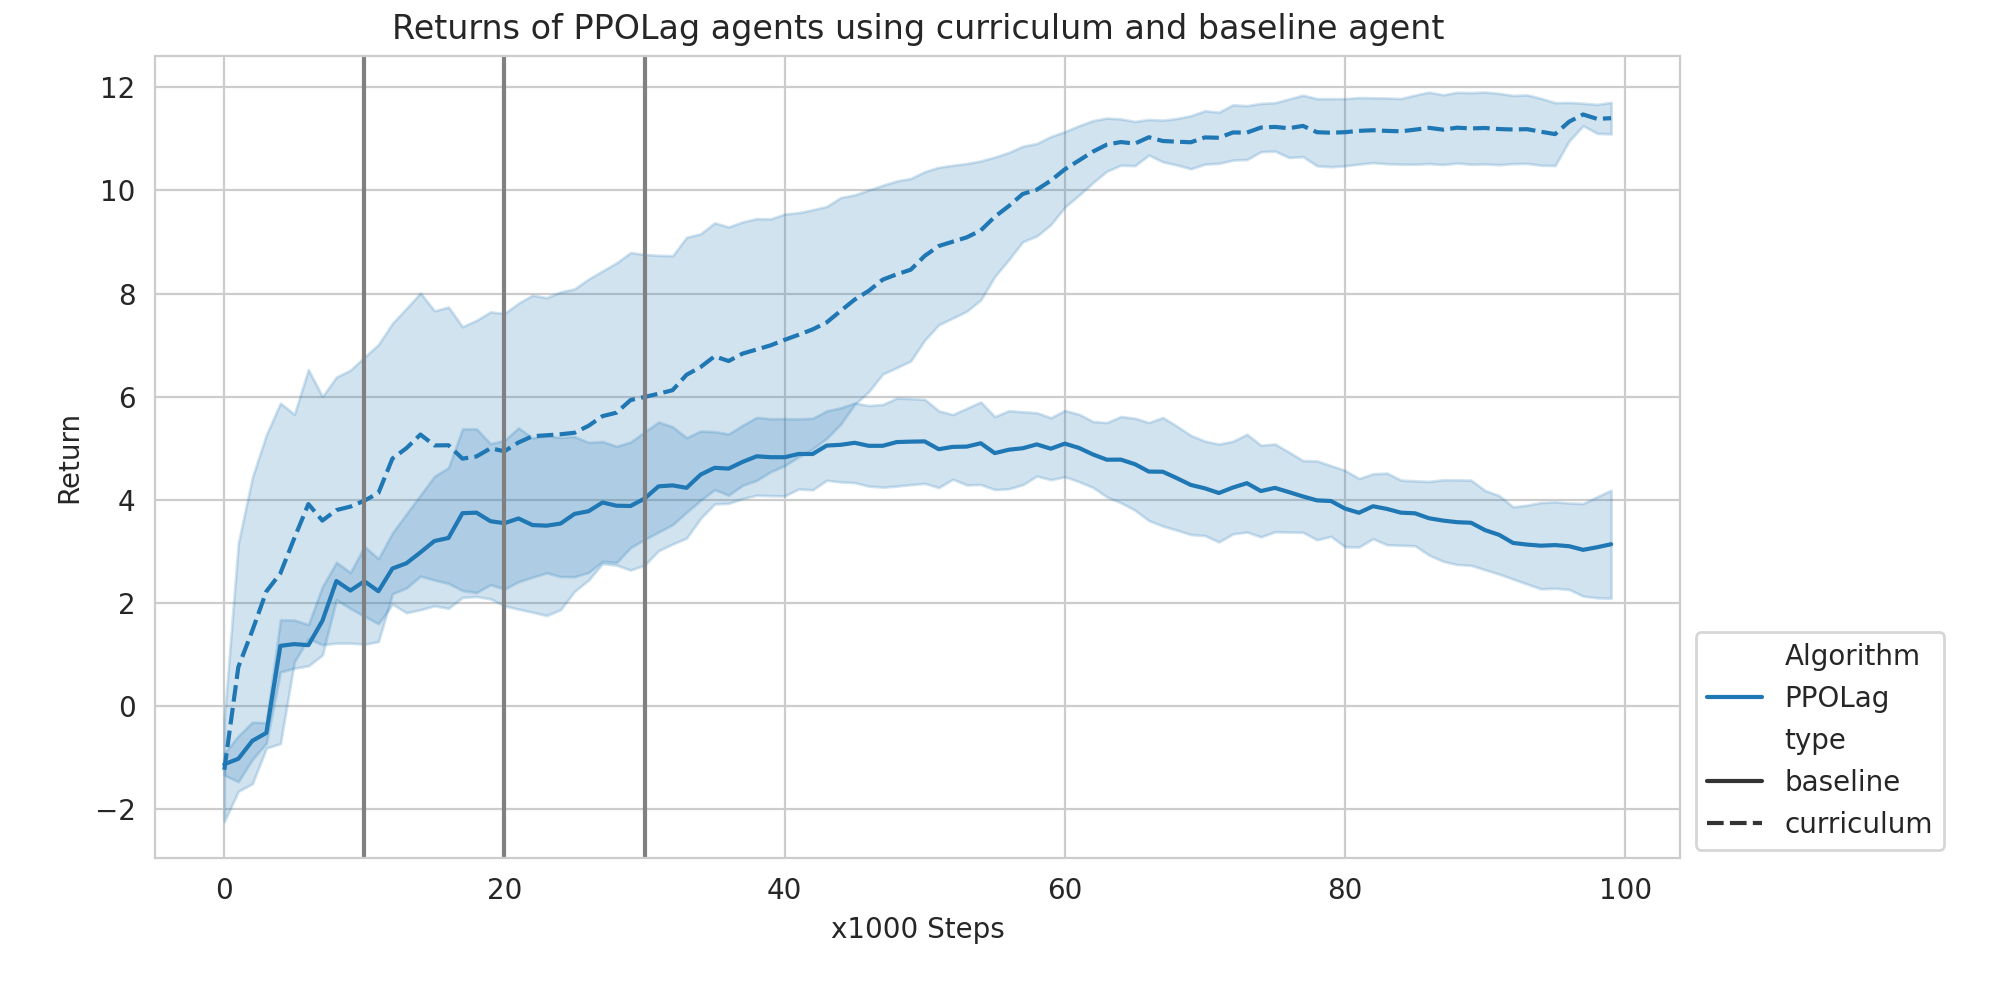 Returns of PPOLag agents using curriculum and baseline agent
12
10
8
6
4
2
0
−2
Return
0 20 40 60 80 100
x1000 Steps
Algorithm
PPOLag
type
baseline
curriculum